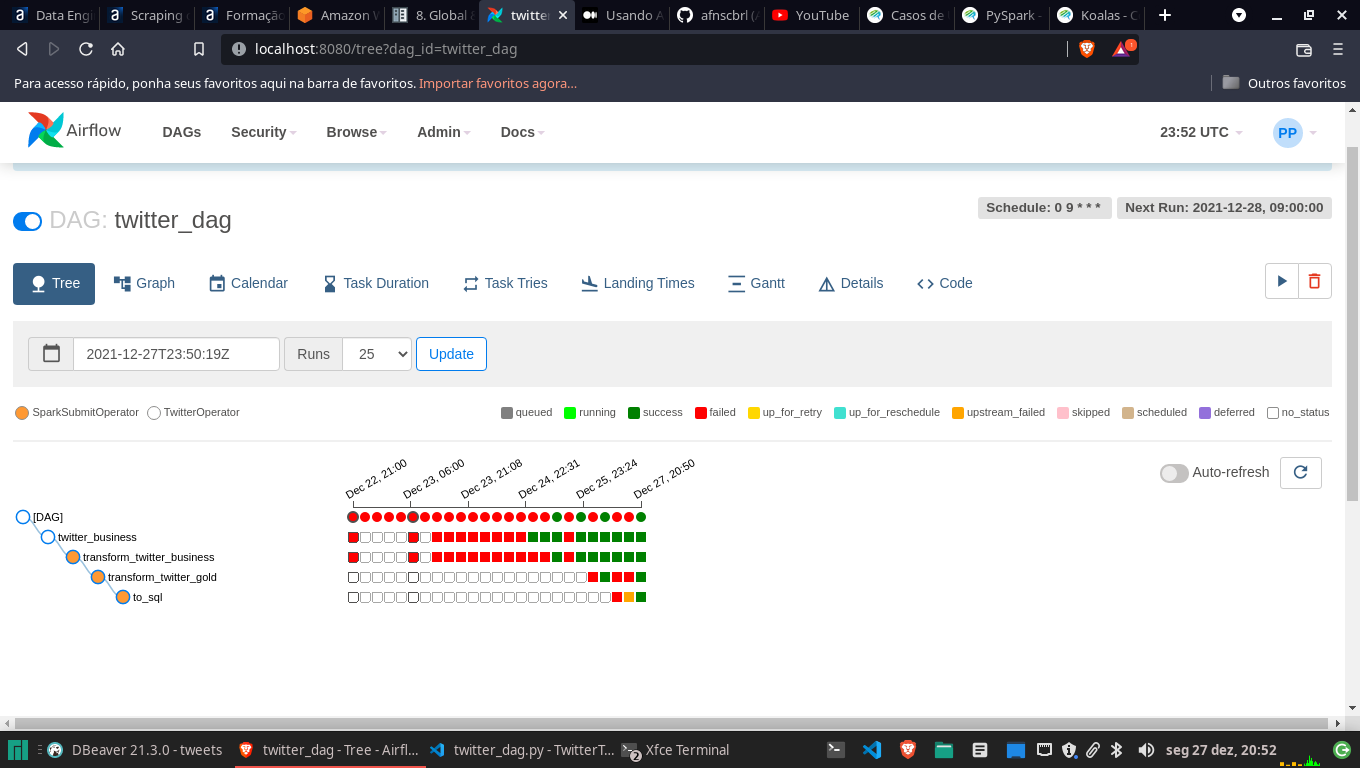 Data Engi
Scraping
Formação
Amazon W
8. Global
twitte
Usando A
afnscbrl (A
YouTube
Casos de
PySpark -
Koalas - C
localhost:8080/tree?dag_id=twitter_dag
Para acesso rápido, ponha seus favoritos aqui na barra de favoritos. Importar favoritos agora...
Outros favoritos
Airflow
DAGs
Security
Browse
Admin
Docs
23:52 UTC
PP
Schedule: 0 9 * * *
Next Run: 2021-12-28, 09:00:00
DAG: twitter_dag
Tree
Graph
Calendar
Task Duration
Task Tries
Landing Times
Gantt
Details
Code
2021-12-27T23:50:19Z
Runs
25
Update
SparkSubmitOperator
TwitterOperator
queued
running
success
failed
up_for_retry
up_for_reschedule
upstream_failed
skipped
scheduled
deferred
no_status
Dec 22, 21:00
Dec 23, 06:00
Dec 23, 21:08
Dec 24, 22:31
Dec 25, 23:24
Dec 27, 20:50
Auto-refresh
[DAG]
twitter_business
transform_twitter_business
transform_twitter_gold
to_sql
DBeaver 21.3.0 - tweets
twitter_dag - Tree - Airfl...
twitter_dag.py - TwitterT...
2
Xfce Terminal
seg 27 dez, 20:52